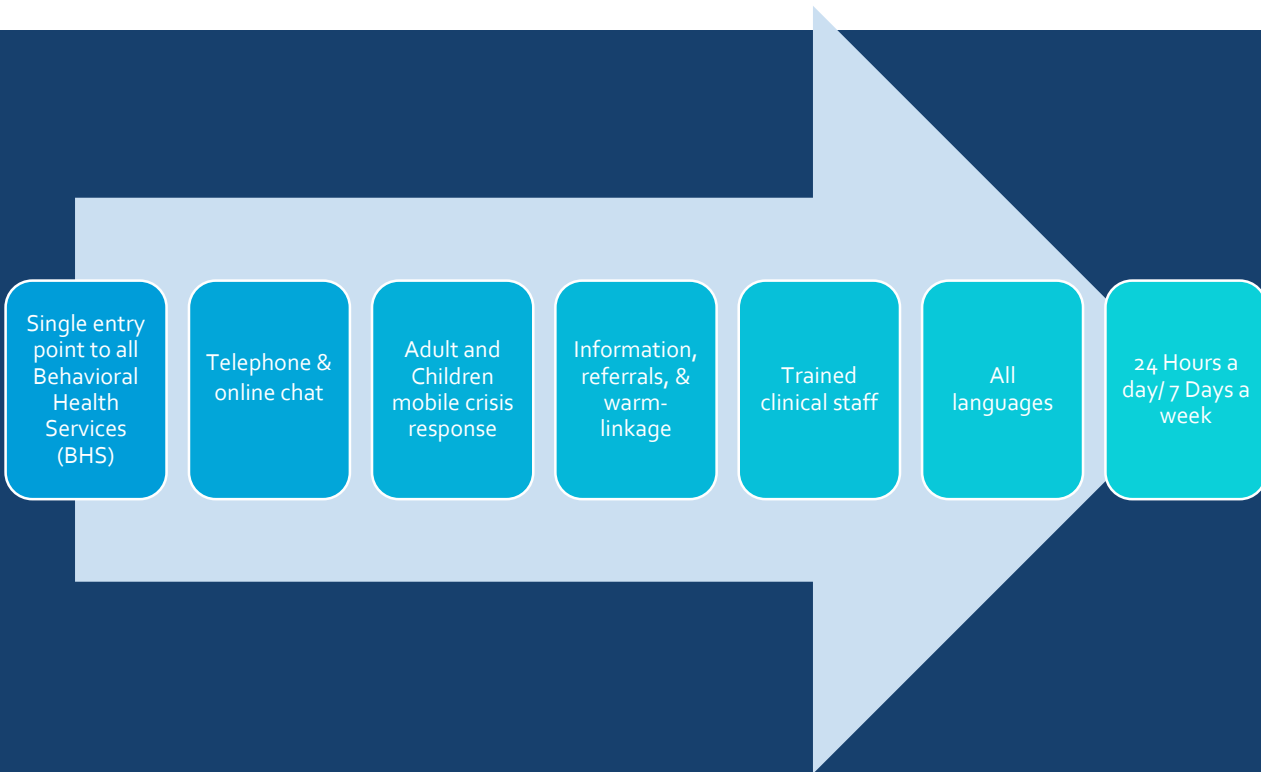 Single entry
point to all
Behavioral
Health
Services
(BHS)
Telephone &
online chat
Adult and
Children
mobile crisis
response
Information,
referrals, &
warm-
linkage
Trained
clinical staff
All
languages
24 Hours a
day/ 7 Days a
week